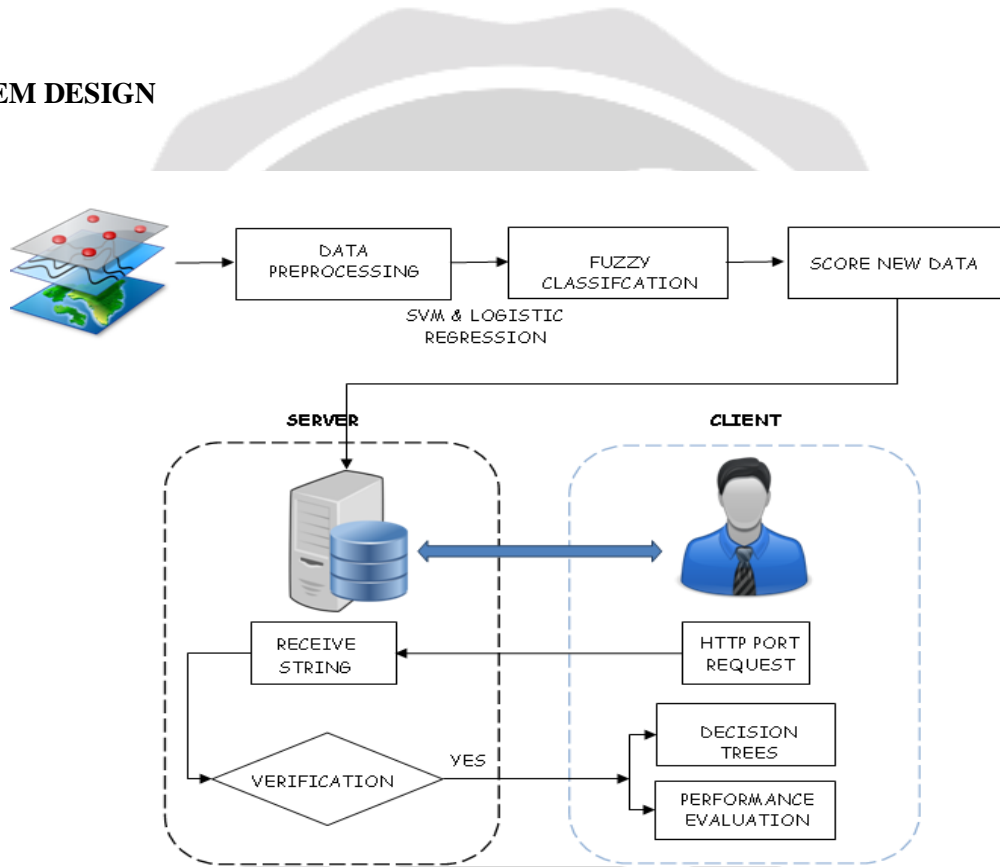 EM DESIGN
DATA
PREPROCESSING
FUZZY
CLASSIFCATION
SCORE NEW DATA
SVM & LOGISTIC
REGRESSION
SERVER
CLIENT
RECEIVE
STRING
HTTP PORT
REQUEST
VERIFICATION
YES
DECISION
TREES
PERFORMANCE
EVALUATION